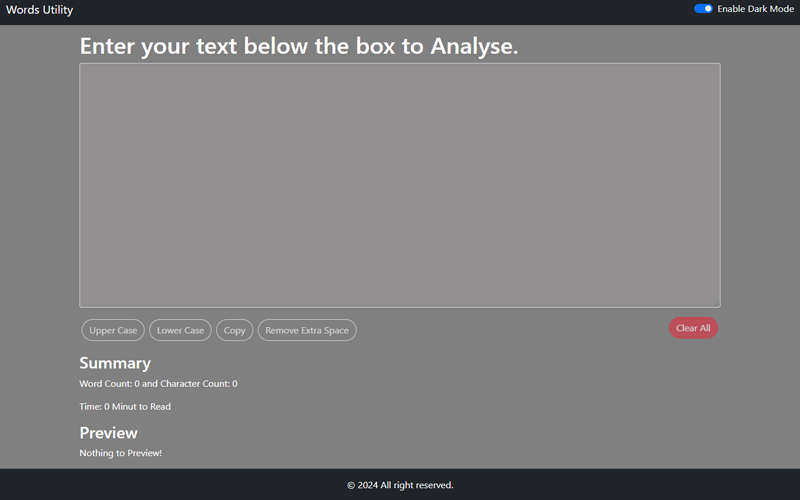 Words Utility
Enable Dark Mode
Enter your text below the box to Analyse.
Upper Case
Lower Case
Copy
Remove Extra Space
Clear All
Summary
Word Count: 0 and Character Count: 0
Time: 0 Minut to Read
Preview
Nothing to Preview!
© 2024 All right reserved.